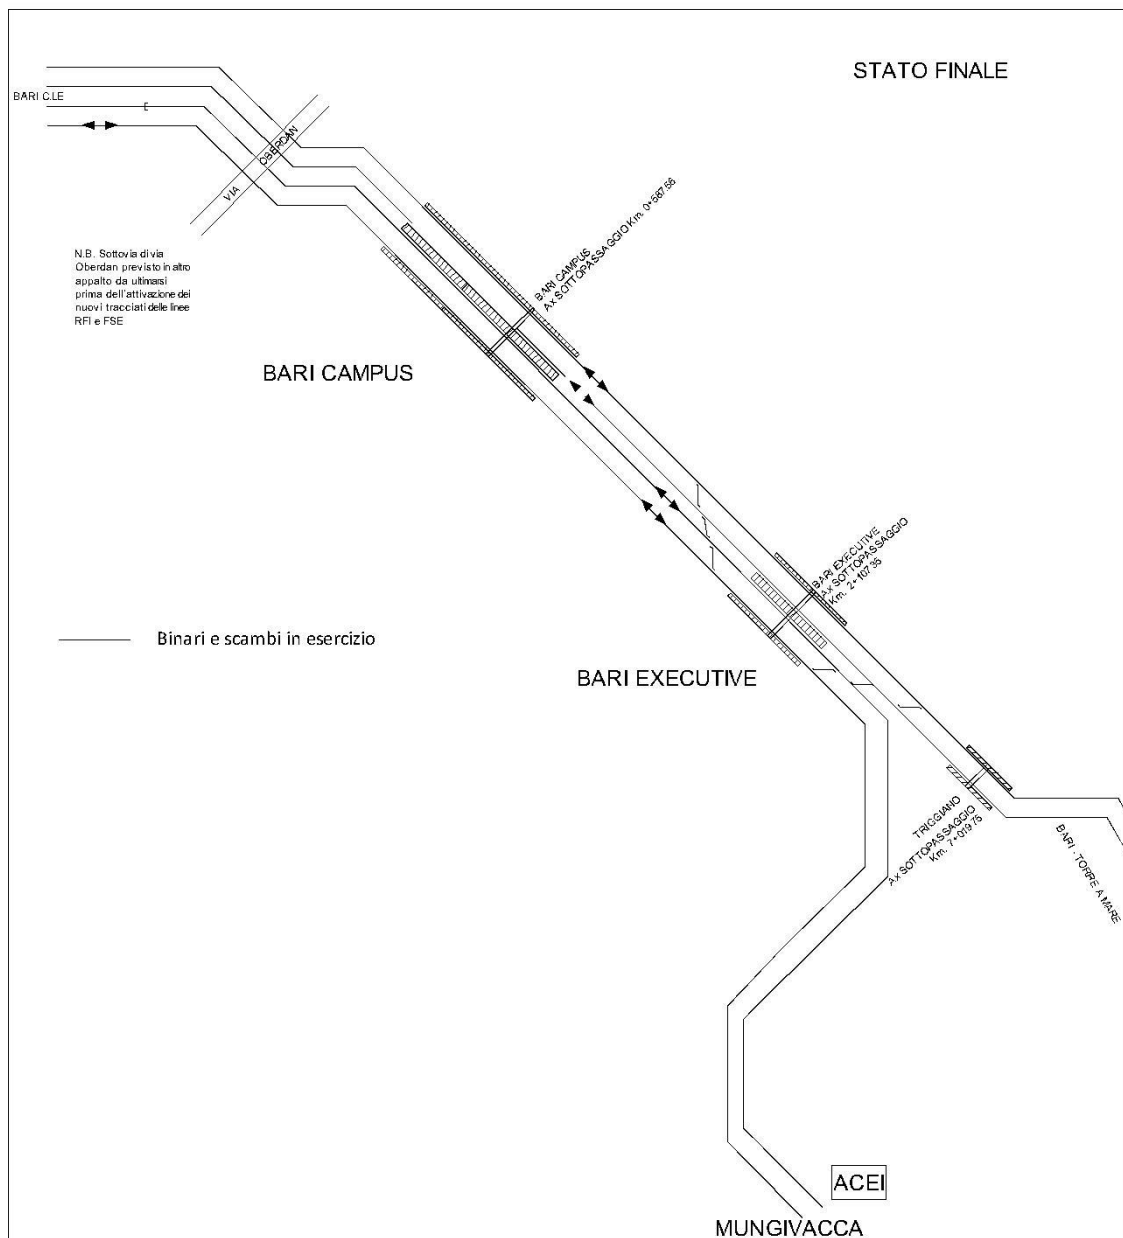 STATO FINALE
BARI C.LE
VIA OBERDAN
N.B. Sottovia di via
Oberdan previsto in altro
appalto da ultimarsi
prima dell'attivazione dei
nuovi tracciati delle linee
RFI e FSE
BARI CAMPUS
Ax SOTTOPASSAGGIO Km. 0+587.56
BARI CAMPUS
BARI EXECUTIVE
Ax SOTTOPASSAGGIO
Km. 2+107.35
Binari e scambi in esercizio
BARI EXECUTIVE
TRIGGIANO
Ax SOTTOPASSAGGIO
Km. 7+019.75
BARI - TORRE A MARE
ACEI
MUNGIVACCA